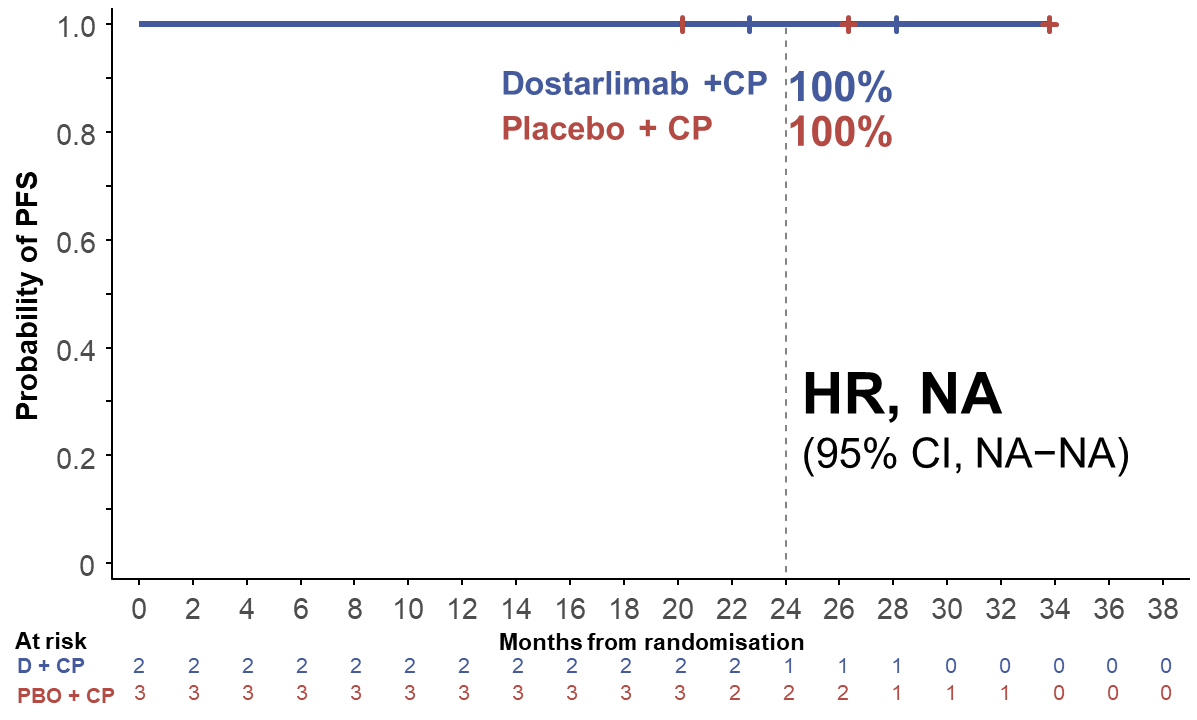 1.0
Dostarlimab +CP 100%
Placebo + CP 100%
0.8
Probability of PFS
0.6
0.4
HR, NA
(95% CI, NA−NA)
0.2
0
0 2 4 6 8 10 12 14 16 18 20 22 24 26 28 30 32 34 36 38
At risk Months from randomisation
D + CP 2 2 2 2 2 2 2 2 2 2 2 2 1 1 1 0 0 0 0 0
PBO + CP 3 3 3 3 3 3 3 3 3 3 3 2 2 2 1 1 1 0 0 0